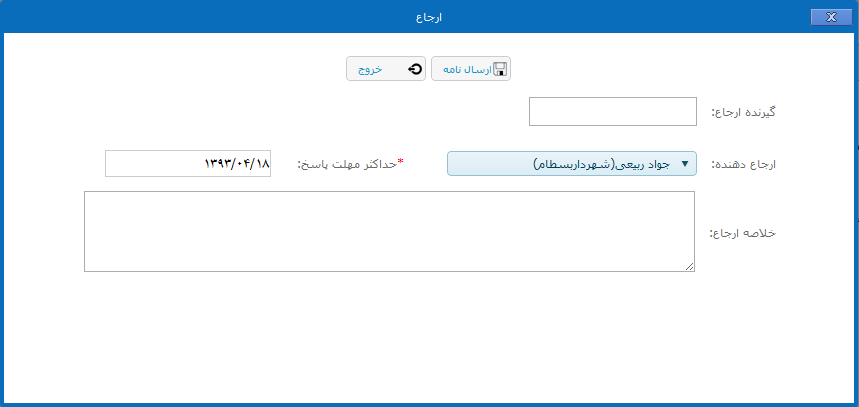 ارجاع
X
ارسال نامه
خروج
گیرنده ارجاع:
ارجاع دهنده:
جواد ربیعی(شهرداربسطام)
*حداکثر مهلت پاسخ:
۱۳۹۳/۰۴/۱۸
خلاصه ارجاع: